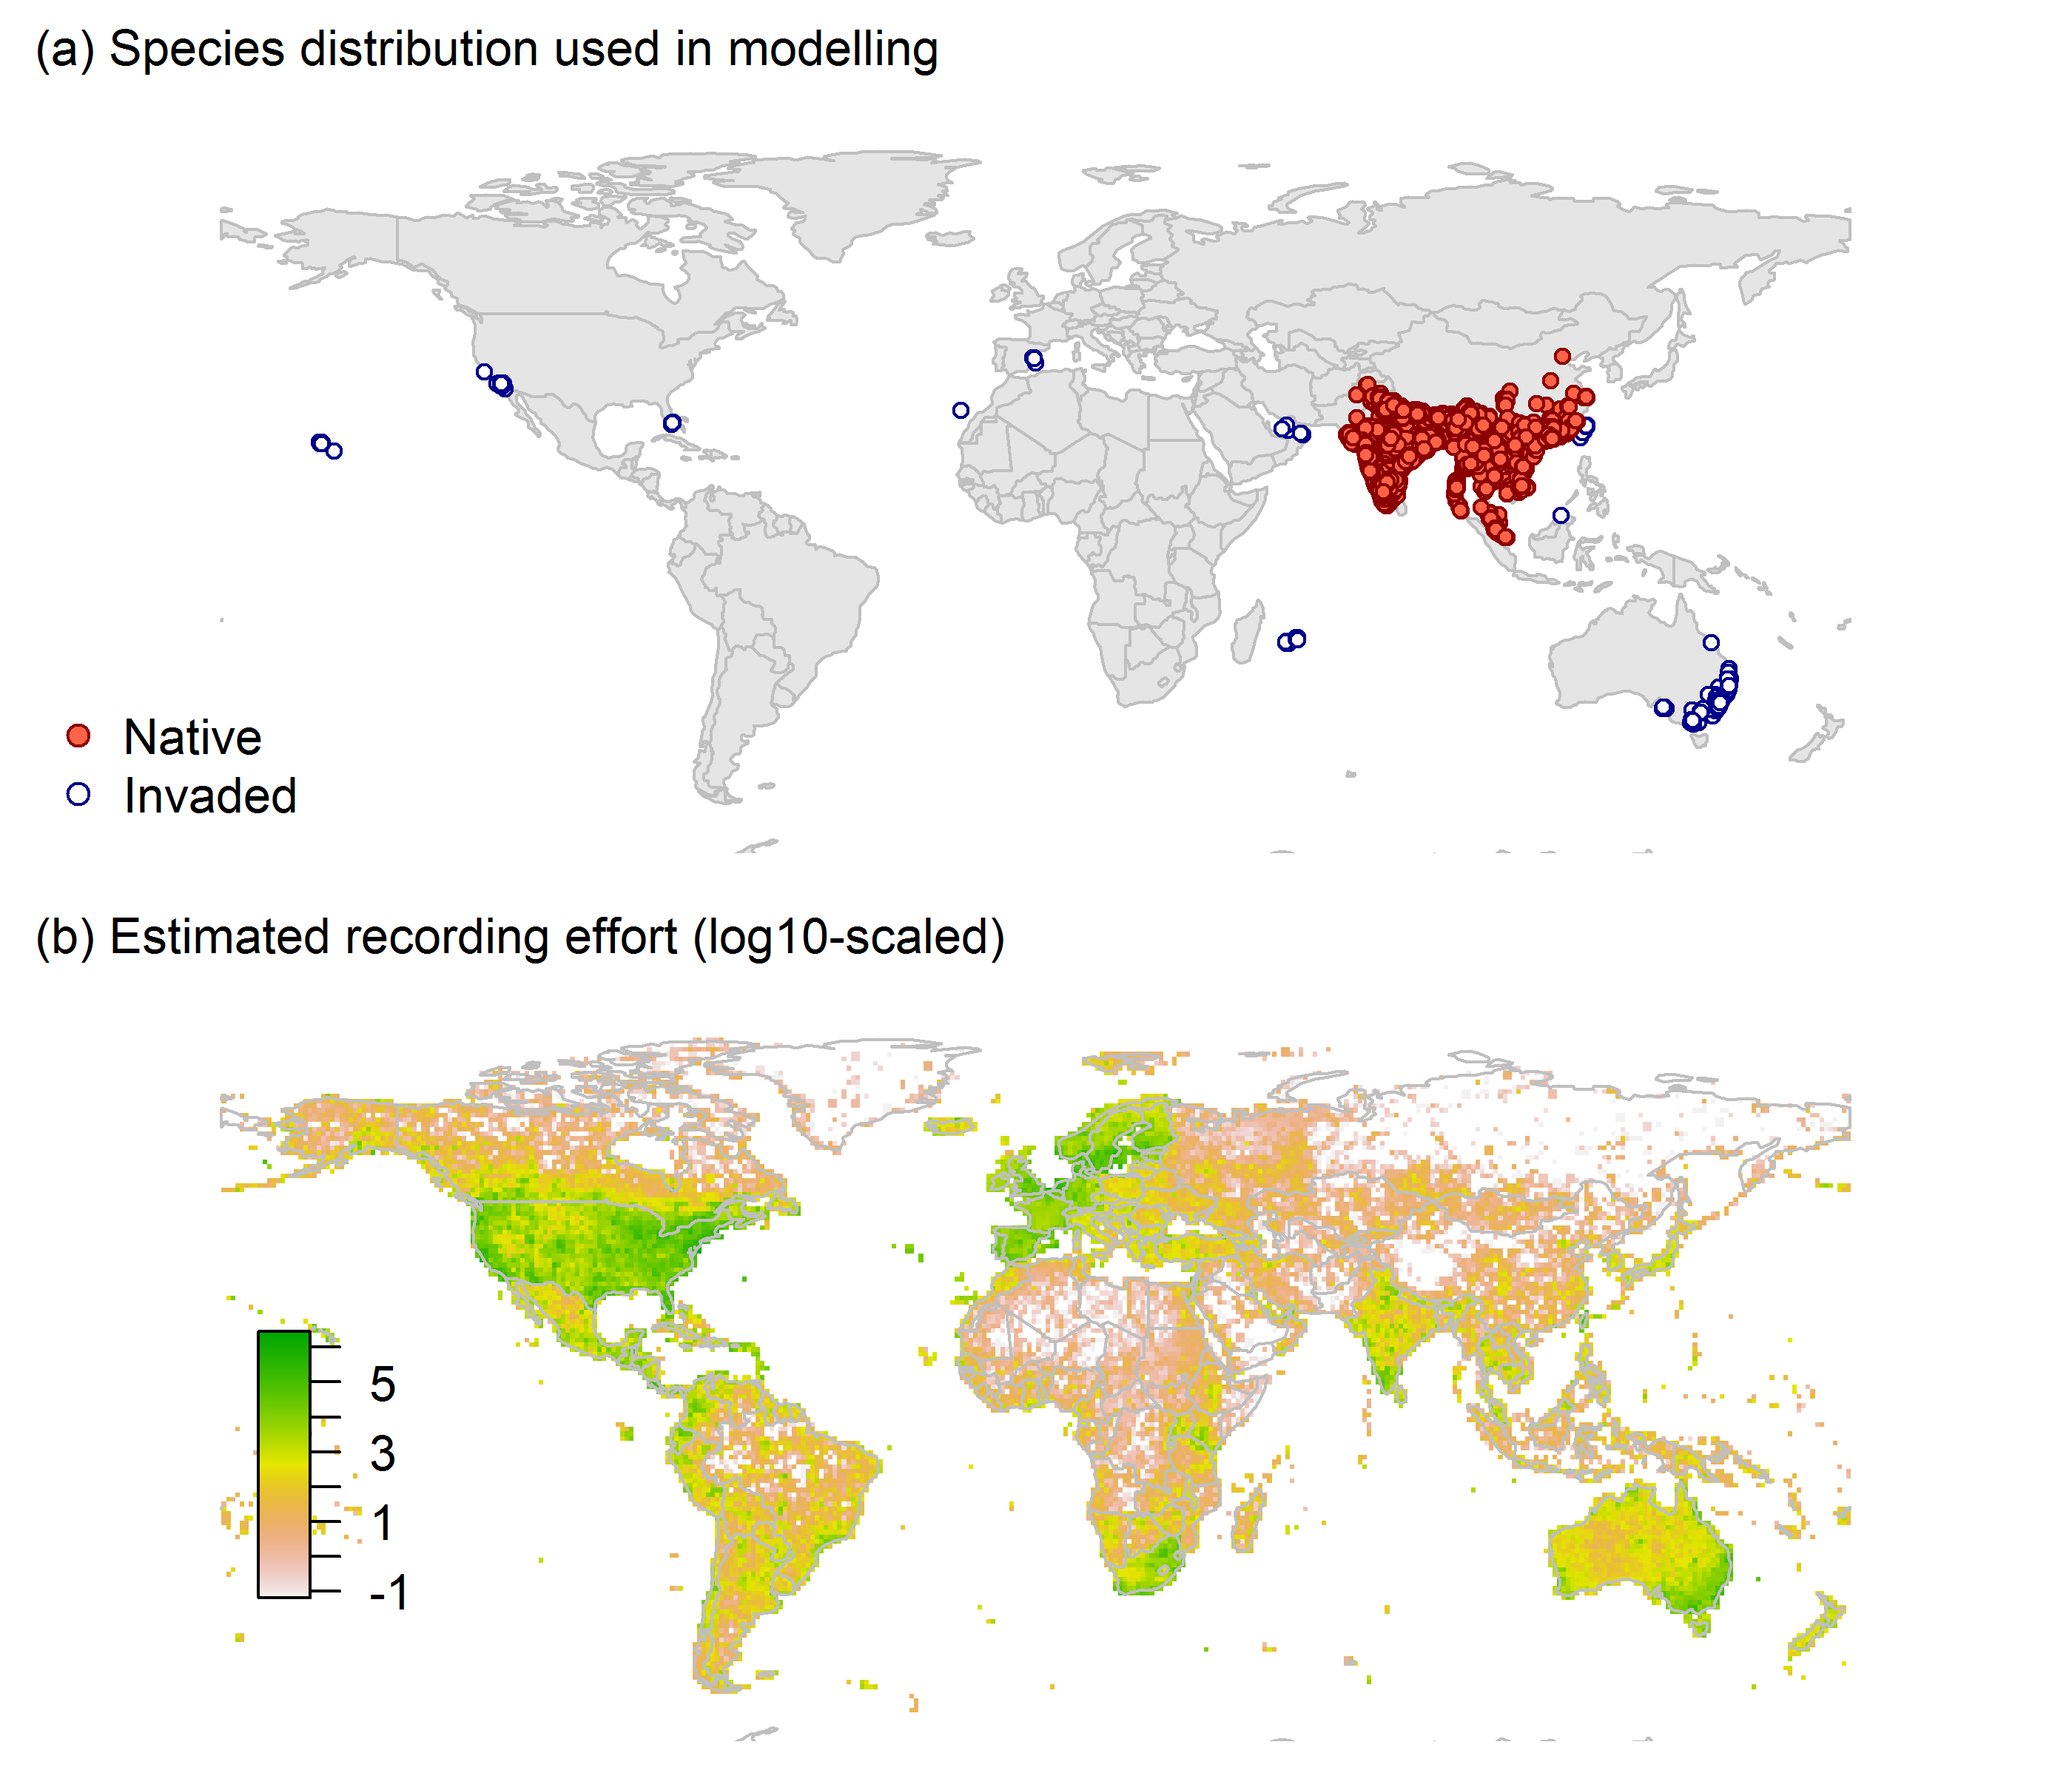 (a) Species distribution used in modelling
Native
Invaded
(b) Estimated recording effort (log10-scaled)
5
3
1
-1